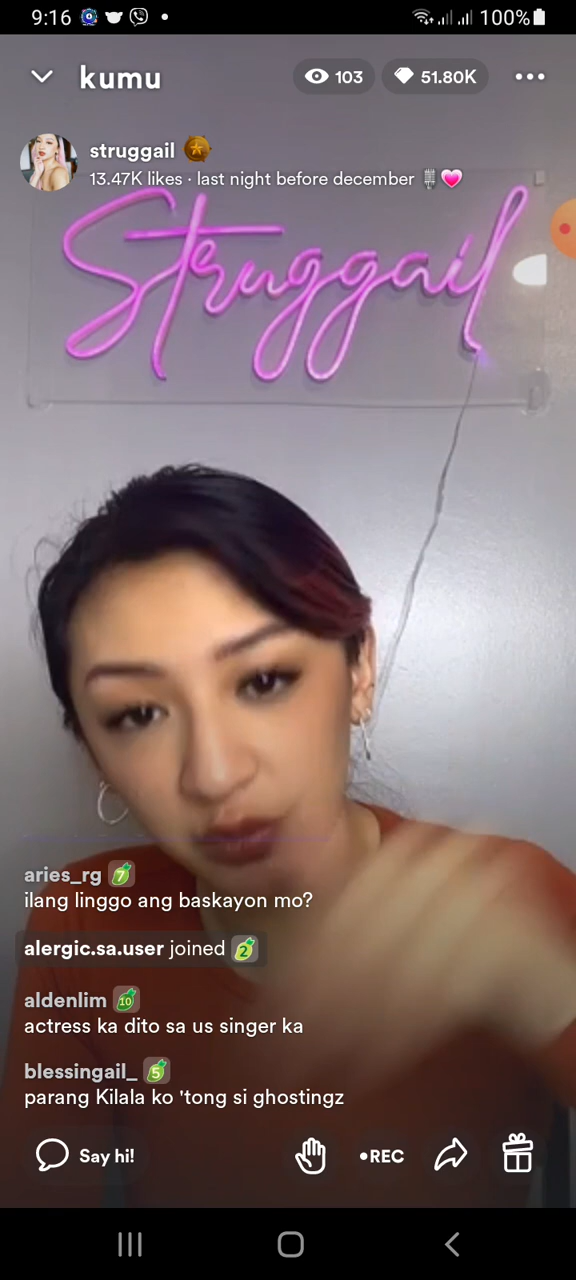 9:16
100%
kumu
103
51.80K
struggail
13.47K likes · last night before december
Struggail
aries_rg 7
ilang linggo ang baskayon mo?
alergic.sa.user joined 2
aldenlim 10
actress ka dito sa us singer ka
blessingail_ 5
parang Kilala ko 'tong si ghostingz
Say hi!
•REC